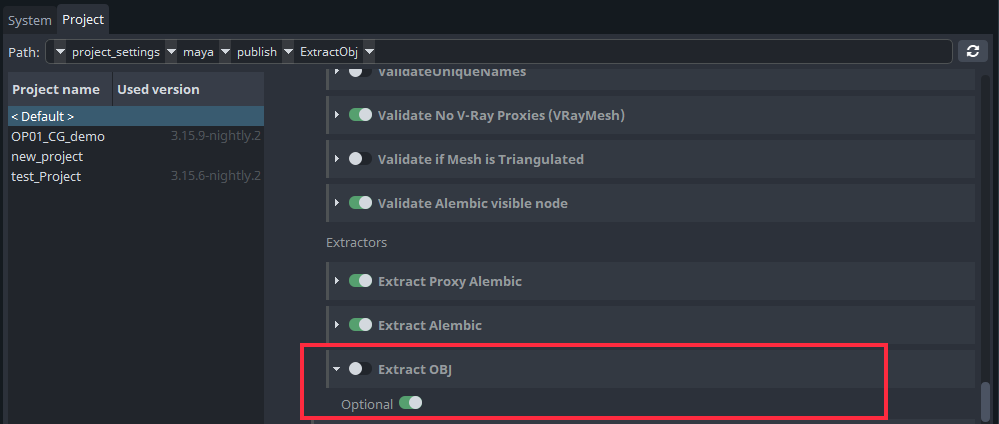 System Project
Path: project_settings maya publish ExtractObj
Project name Used version
< Default >
OP01_CG_demo 3.15.9-nightly.2
new_project
test_Project 3.15.6-nightly.2
ValidateUniqueNames
Validate No V-Ray Proxies (VRayMesh)
Validate if Mesh is Triangulated
Validate Alembic visible node
Extractors
Extract Proxy Alembic
Extract Alembic
Extract OBJ
Optional